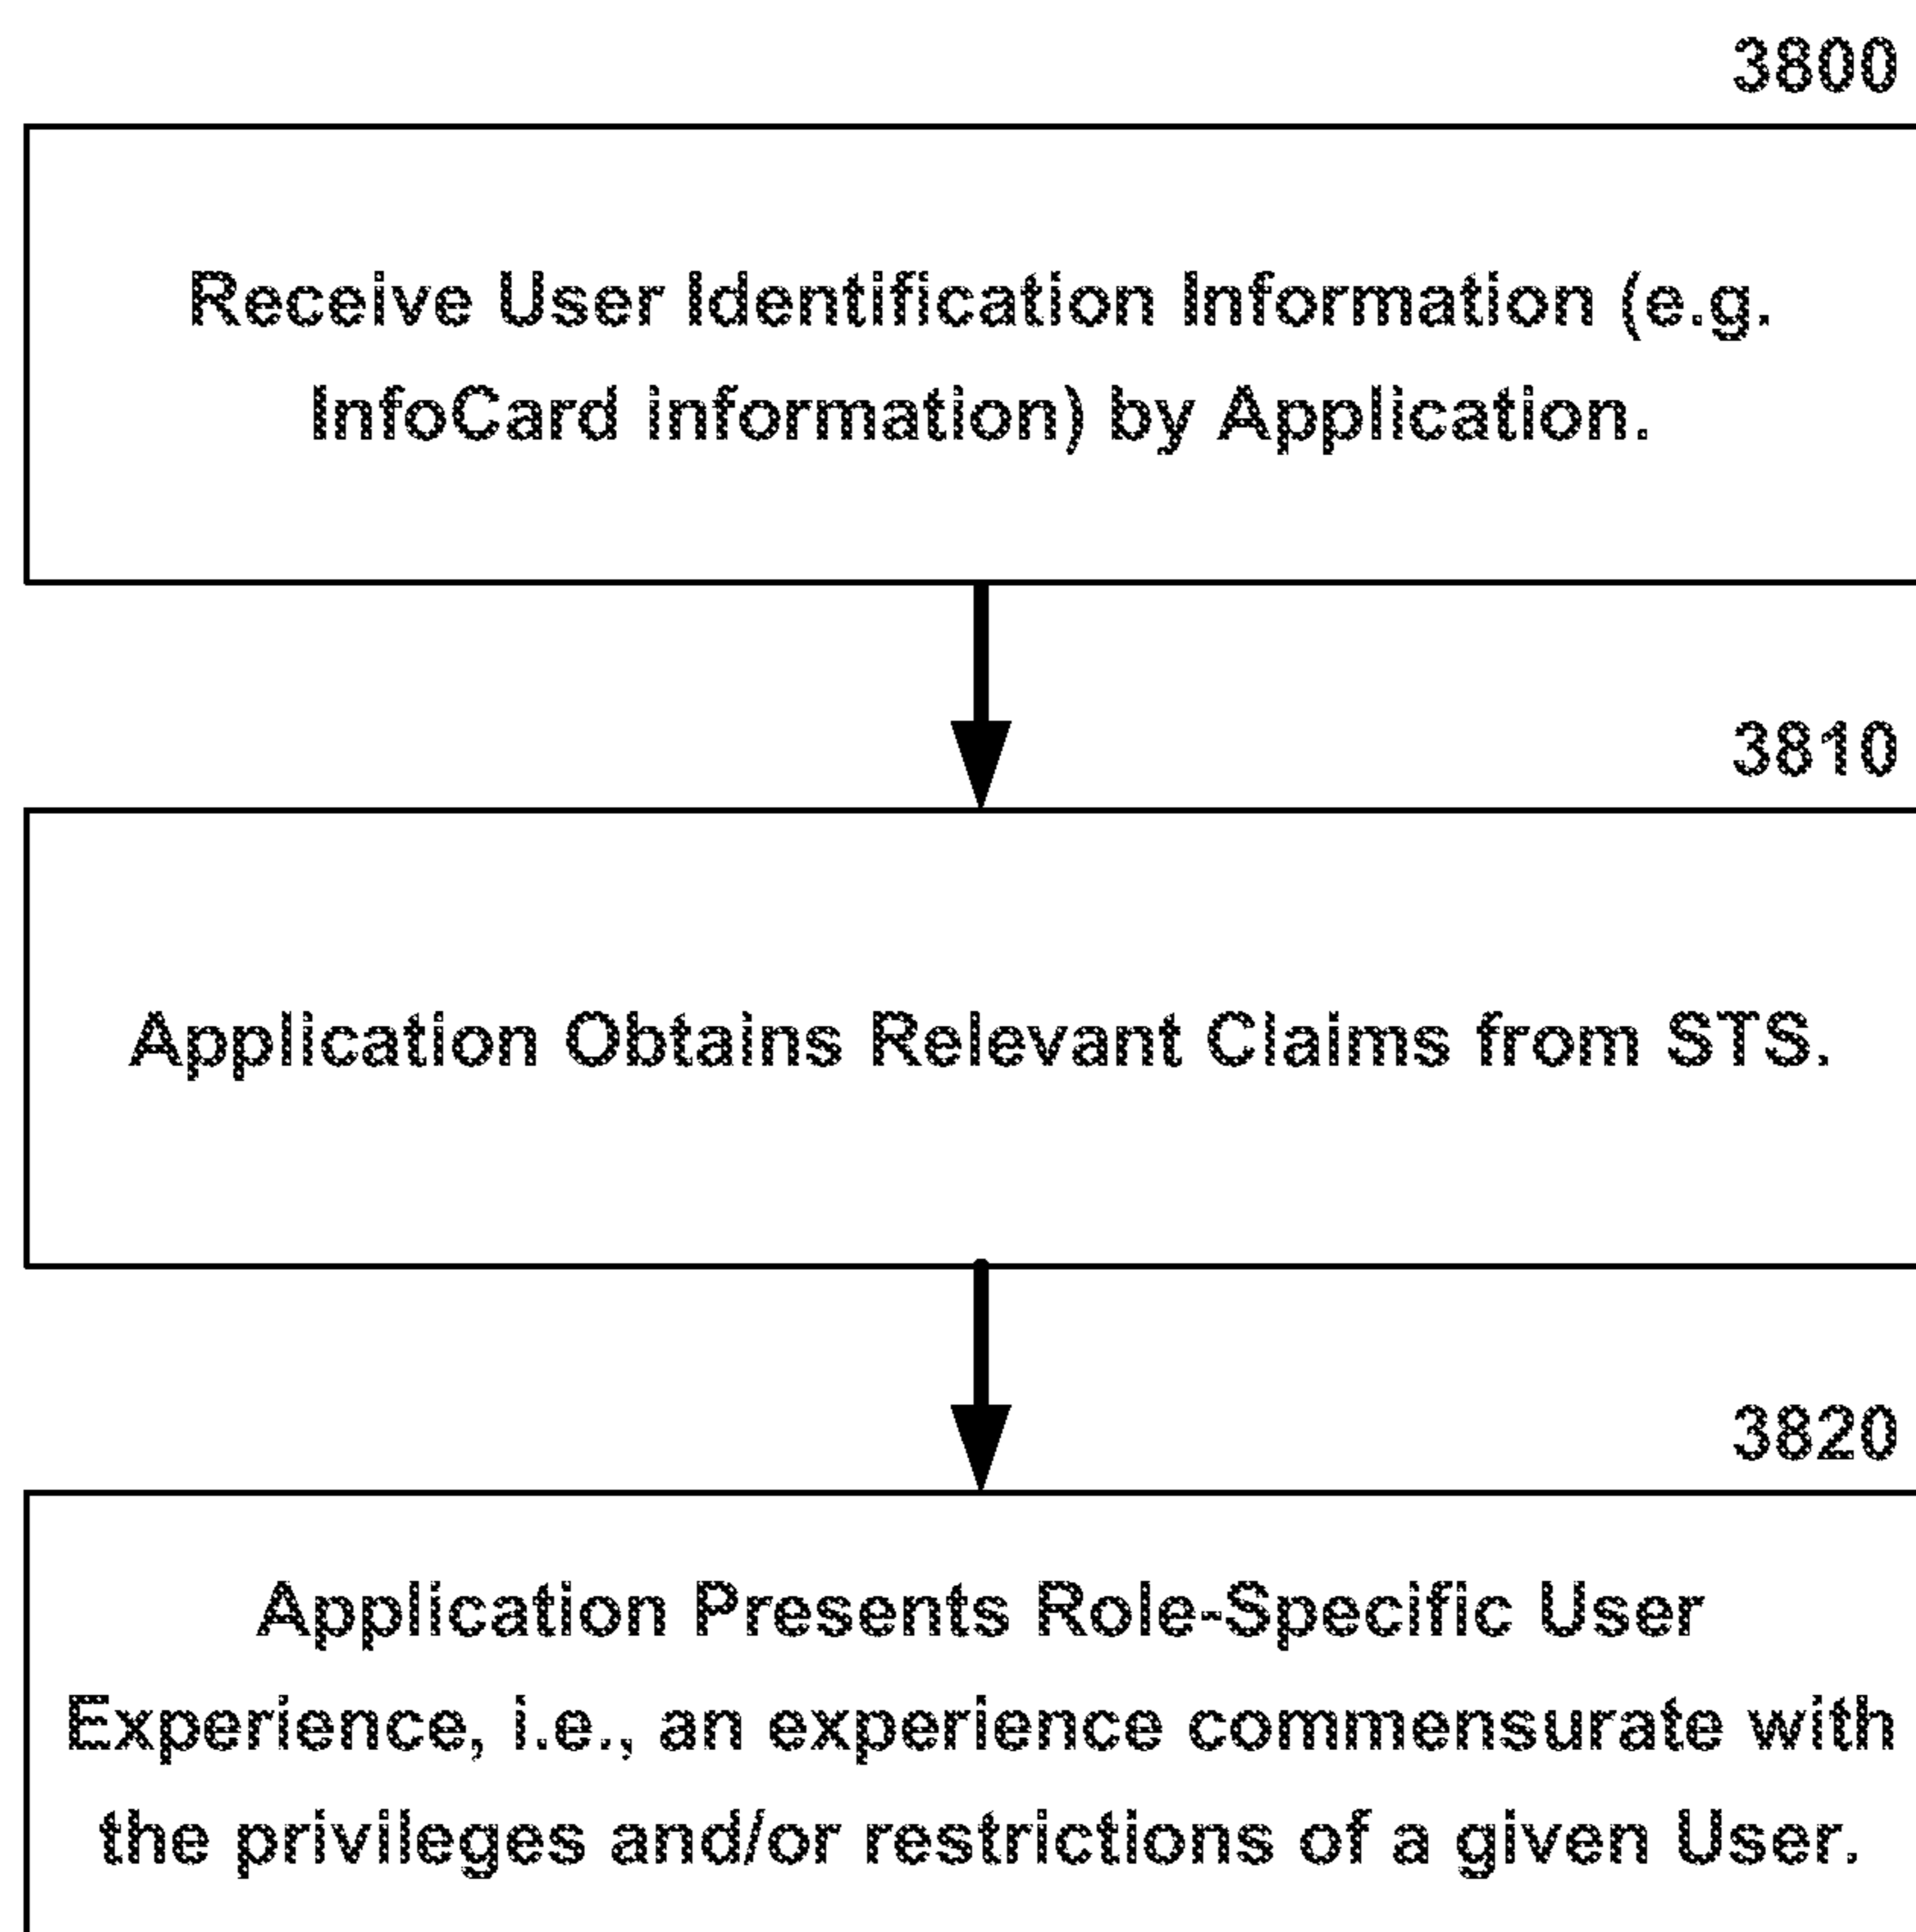 3800
Receive User Identification Information (e.g.
InfoCard information) by Application.
3810
Application Obtains Relevant Claims from STS.
3820
Application Presents Role-Specific User
Experience, i.e., an experience commensurate with
the privileges and/or restrictions of a given User.